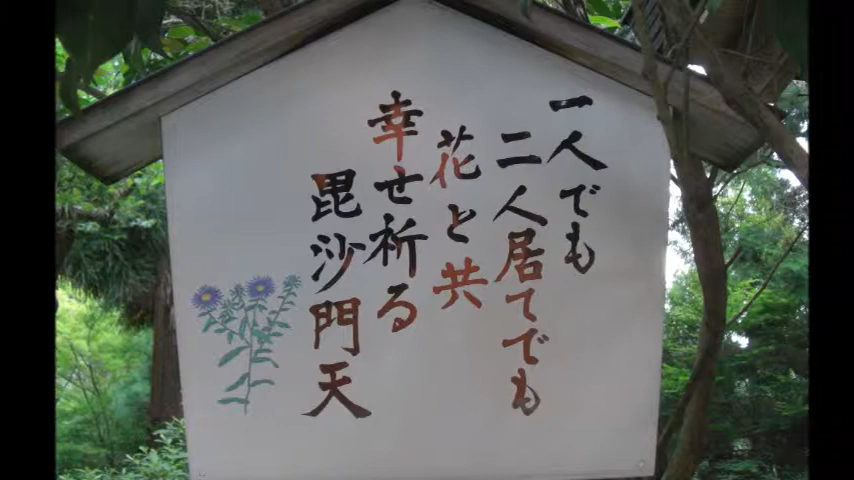 一人でも
二人居てでも
花と共
幸せ祈る
毘沙門天